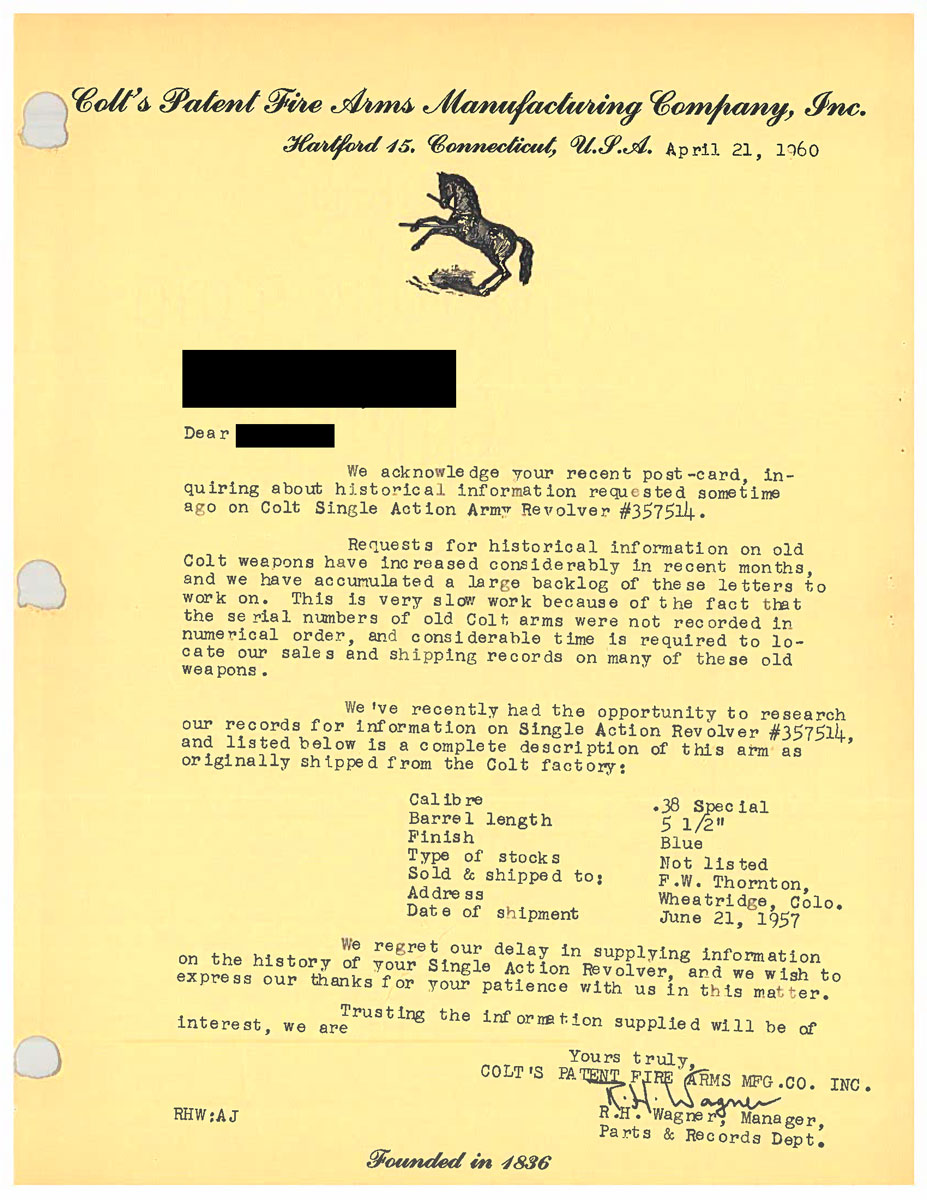 Colt's Patent Fire Arms Manufacturing Company, Inc.
Hartford 15, Connecticut, U.S.A. April 21, 1960
Dear
We acknowledge your recent post-card, in-
quiring about historical information requested sometime
ago on Colt Single Action Army Revolver #357514.
Requests for historical information on old
Colt weapons have increased considerably in recent months,
and we have accumulated a large backlog of these letters to
work on. This is very slow work because of the fact that
the serial numbers of old Colt arms were not recorded in
numerical order, and considerable time is required to lo-
cate our sales and shipping records on many of these old
weapons.
We've recently had the opportunity to research
our records for information on Single Action Revolver #357514,
and listed below is a complete description of this arm as
originally shipped from the Colt factory:
Calibre .38 Special
Barrel length 5 1/2"
Finish Blue
Type of stocks Not listed
Sold & shipped to: F.W. Thornton,
Address Wheatridge, Colo.
Date of shipment June 21, 1957
We regret our delay in supplying information
on the history of your Single Action Revolver, and we wish to
express our thanks for your patience with us in this matter.
Trusting the information supplied will be of
interest, we are
Yours truly,
COLT'S PATENT FIRE ARMS MFG.CO. INC.
R.H. Wagner
R.H. Wagner, Manager,
RHW:AJ
Parts & Records Dept.
Founded in 1836